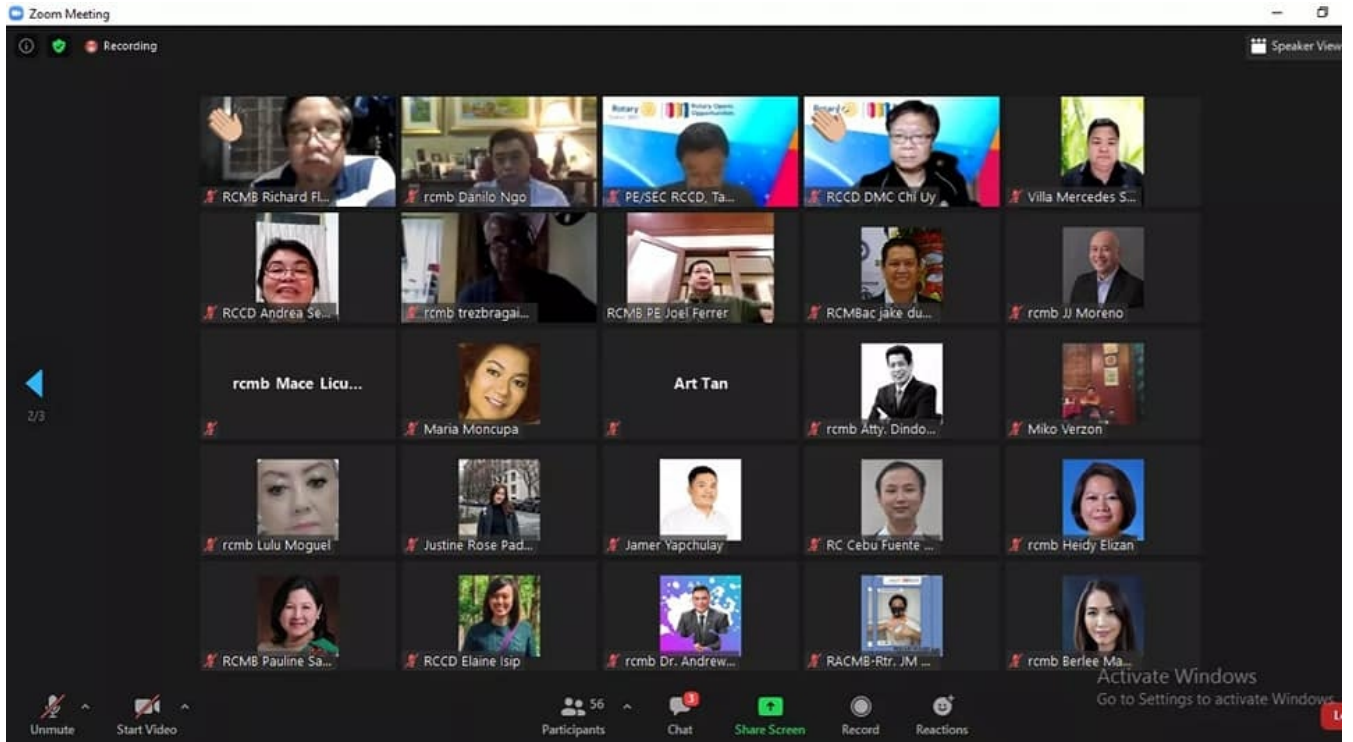 Zoom Meeting
Recording
Speaker View
Rotary
Rotary Opens
Opportunities
Rotary
RCMB Richard Fl...
rcmb Danilo Ngo
PE/SEC RCCD, Ta...
RCCD DMC Chi Uy
Villa Mercedes S...
RCCD Andrea Se...
rcmb trezbragai...
RCMB PE Joel Ferrer
RCMBac jake du...
rcmb JJ Moreno
rcmb Mace Licu...
Maria Moncupa
Art Tan
rcmb Atty. Dindo...
Miko Verzon
2/3
rcmb Lulu Moguel
Justine Rose Pad...
Jamer Yapchulay
RC Cebu Fuente ...
rcmb Heidy Elizan
RCMB Pauline Sa...
RCCD Elaine Isip
rcmb Dr. Andrew...
RACMB-Rtr. JM ...
rcmb Berlee Ma...
Activate Windows
Go to Settings to activate Windows.
Unmute
Start Video
56
Participants
3
Chat
Share Screen
Record
Reactions